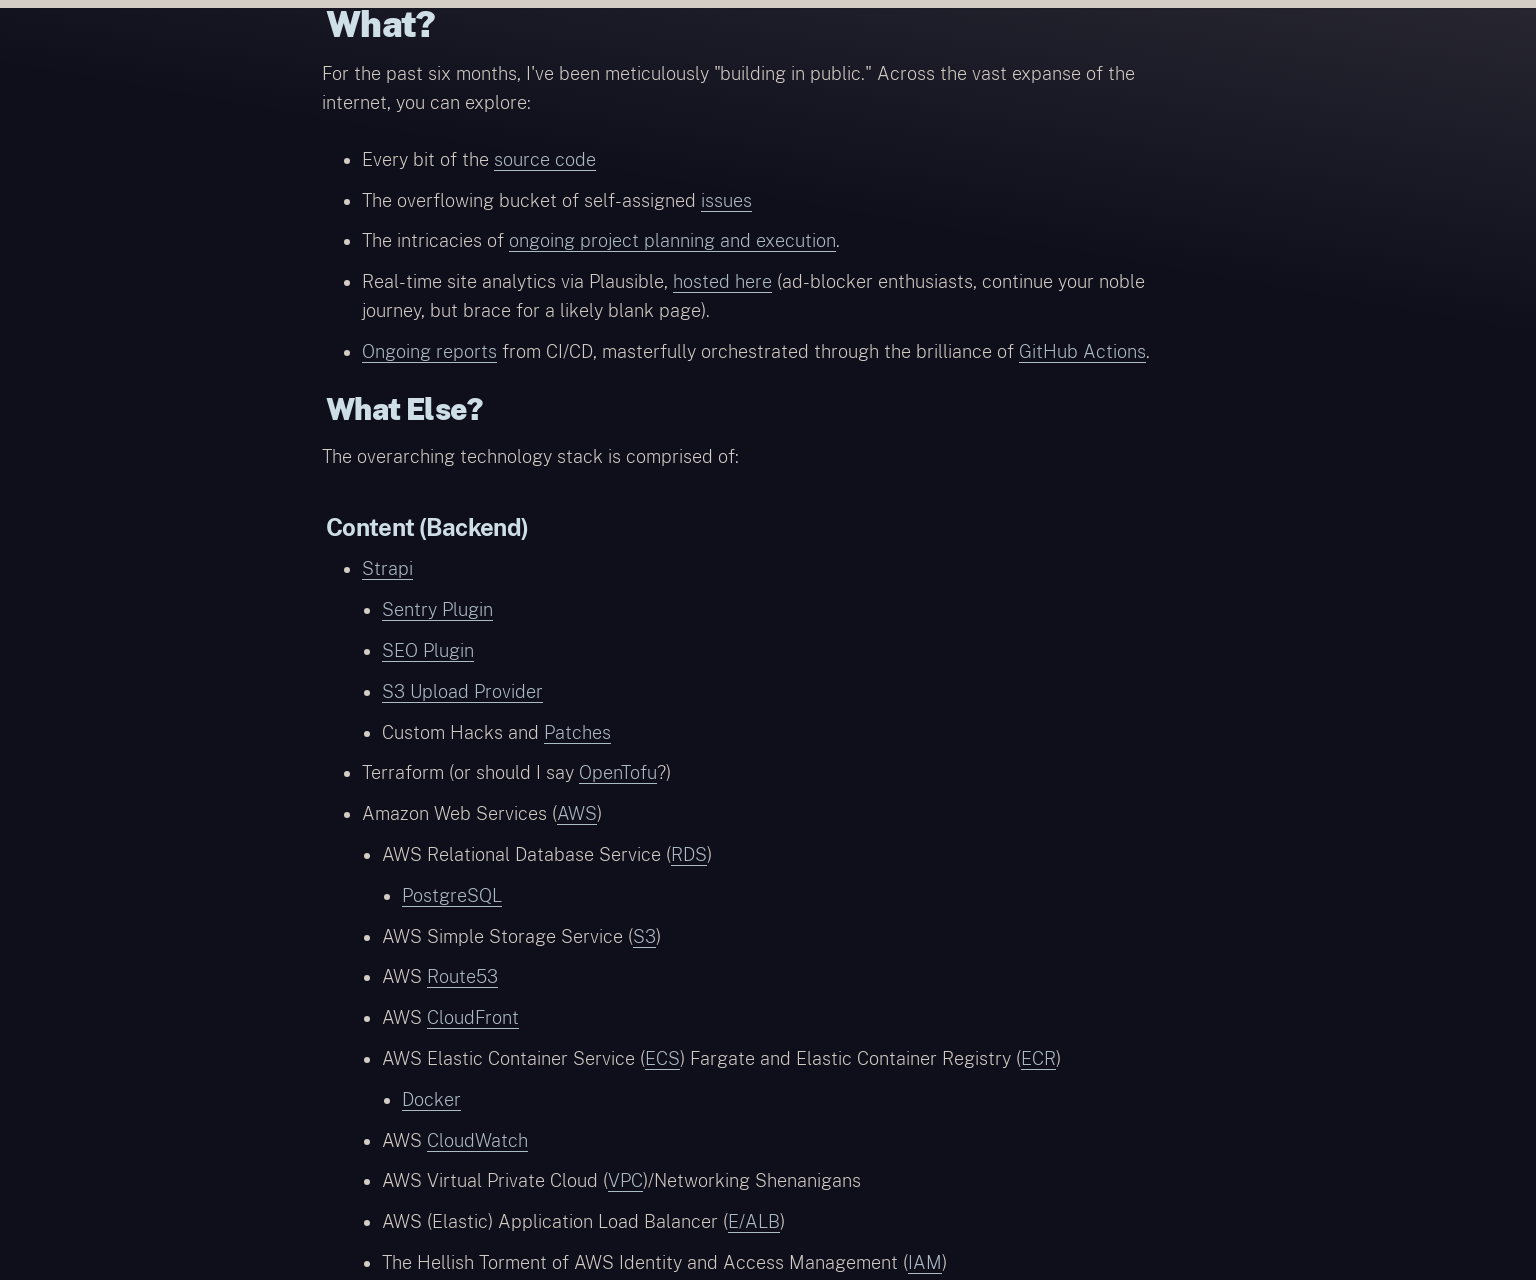 What?
For the past six months, I've been meticulously "building in public." Across the vast expanse of the
internet, you can explore:
Every bit of the source code
The overflowing bucket of self-assigned issues
The intricacies of ongoing project planning and execution.
Real-time site analytics via Plausible, hosted here (ad-blocker enthusiasts, continue your noble
journey, but brace for a likely blank page).
Ongoing reports from CI/CD, masterfully orchestrated through the brilliance of GitHub Actions.
What Else?
The overarching technology stack is comprised of:
Content (Backend)
Strapi
Sentry Plugin
SEO Plugin
S3 Upload Provider
Custom Hacks and Patches
Terraform (or should I say OpenTofu?)
Amazon Web Services (AWS)
AWS Relational Database Service (RDS)
PostgreSQL
AWS Simple Storage Service (S3)
AWS Route53
AWS CloudFront
AWS Elastic Container Service (ECS) Fargate and Elastic Container Registry (ECR)
Docker
AWS CloudWatch
AWS Virtual Private Cloud (VPC)/Networking Shenanigans
AWS (Elastic) Application Load Balancer (E/ALB)
The Hellish Torment of AWS Identity and Access Management (IAM)